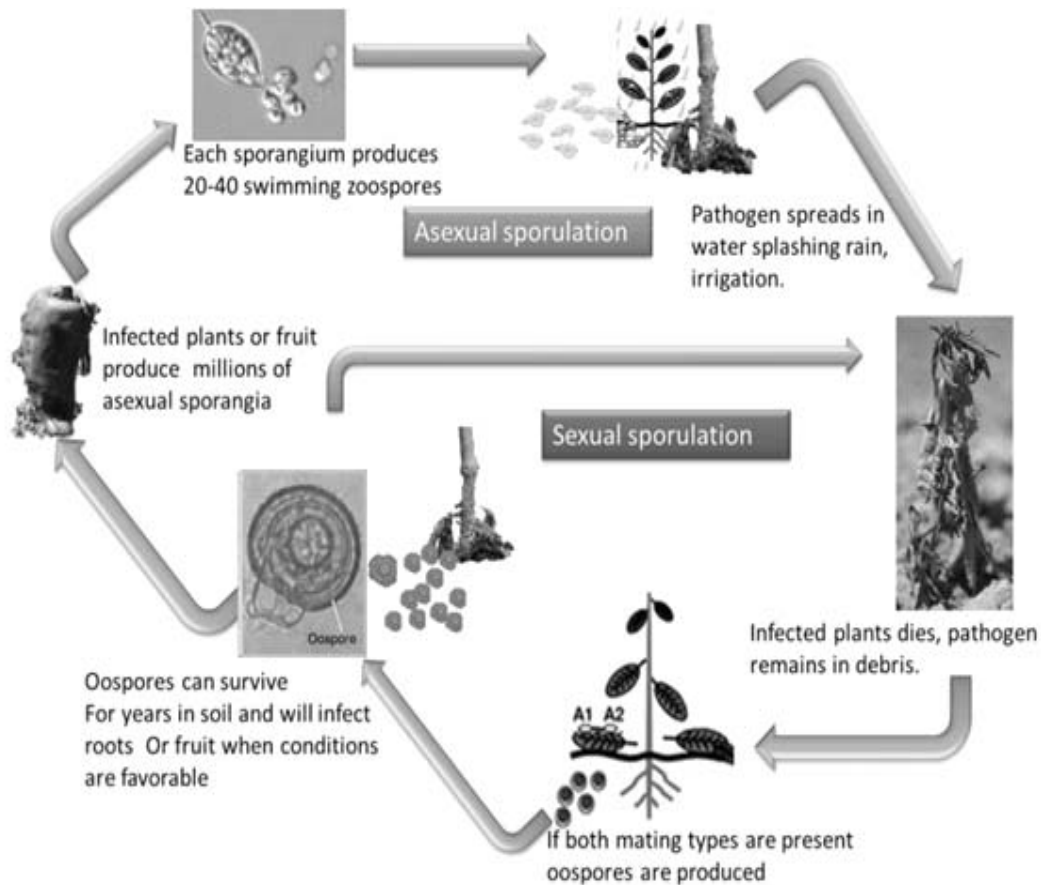 Each sporangium produces
20-40 swimming zoospores
Asexual sporulation
Pathogen spreads in
water splashing rain,
irrigation.
Infected plants or fruit
produce millions of
asexual sporangia
Sexual sporulation
Oospore
Infected plants dies, pathogen
remains in debris.
Oospores can survive
For years in soil and will infect
roots Or fruit when conditions
are favorable
A1 A2
If both mating types are present
oospores are produced